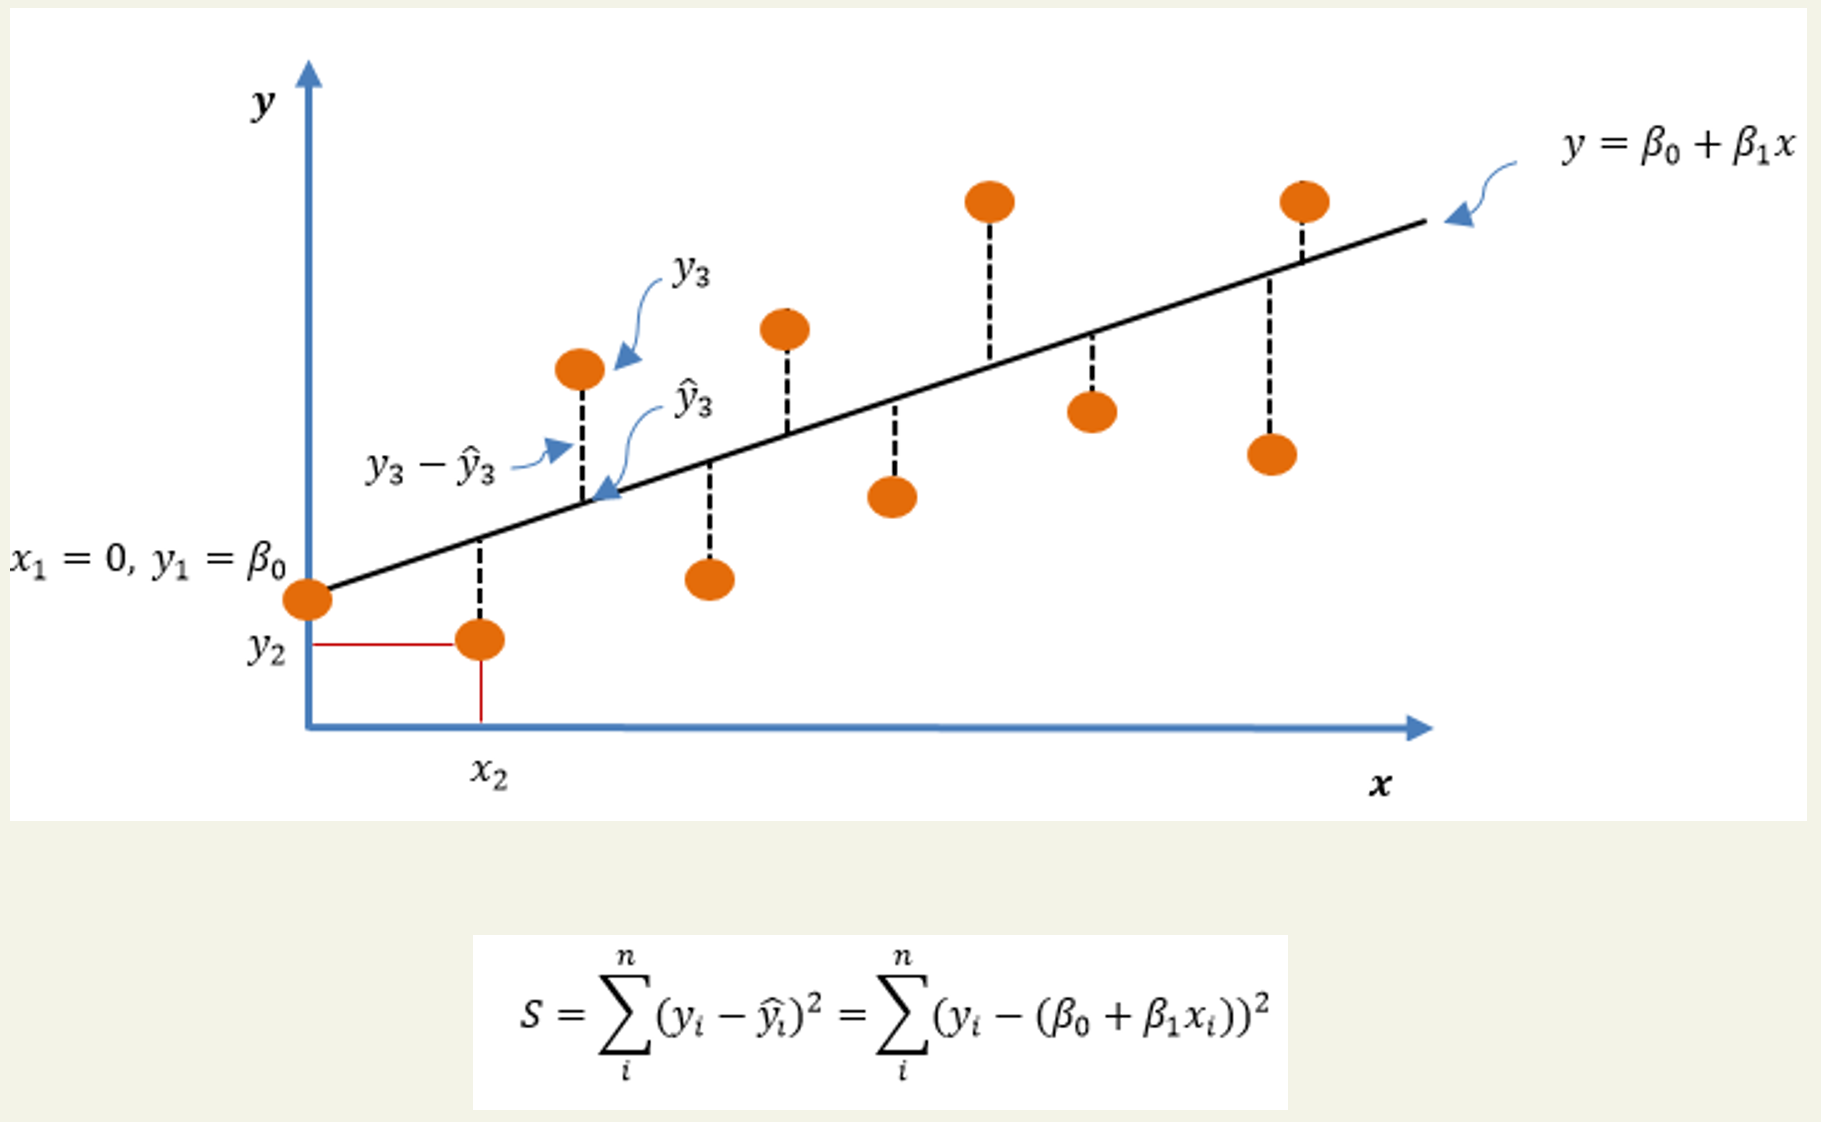 y
y = β₀ + β₁x
y₃
ŷ₃
y₃ − ŷ₃
x₁ = 0, y₁ = β₀
y₂
x₂
x
S = ∑ᵢⁿ(yᵢ − ŷᵢ)² = ∑ᵢⁿ(yᵢ − (β₀ + β₁xᵢ))²